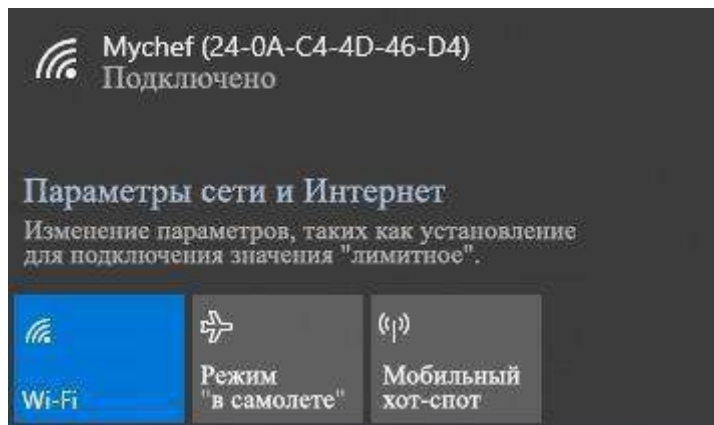 Mychef (24-0A-C4-4D-46-D4)
Подключено
Параметры сети и Интернет
Изменение параметров, таких как установление
для подключения значения "лимитное".
Wi-Fi
Режим
"в самолете"
Мобильный
хот-спот